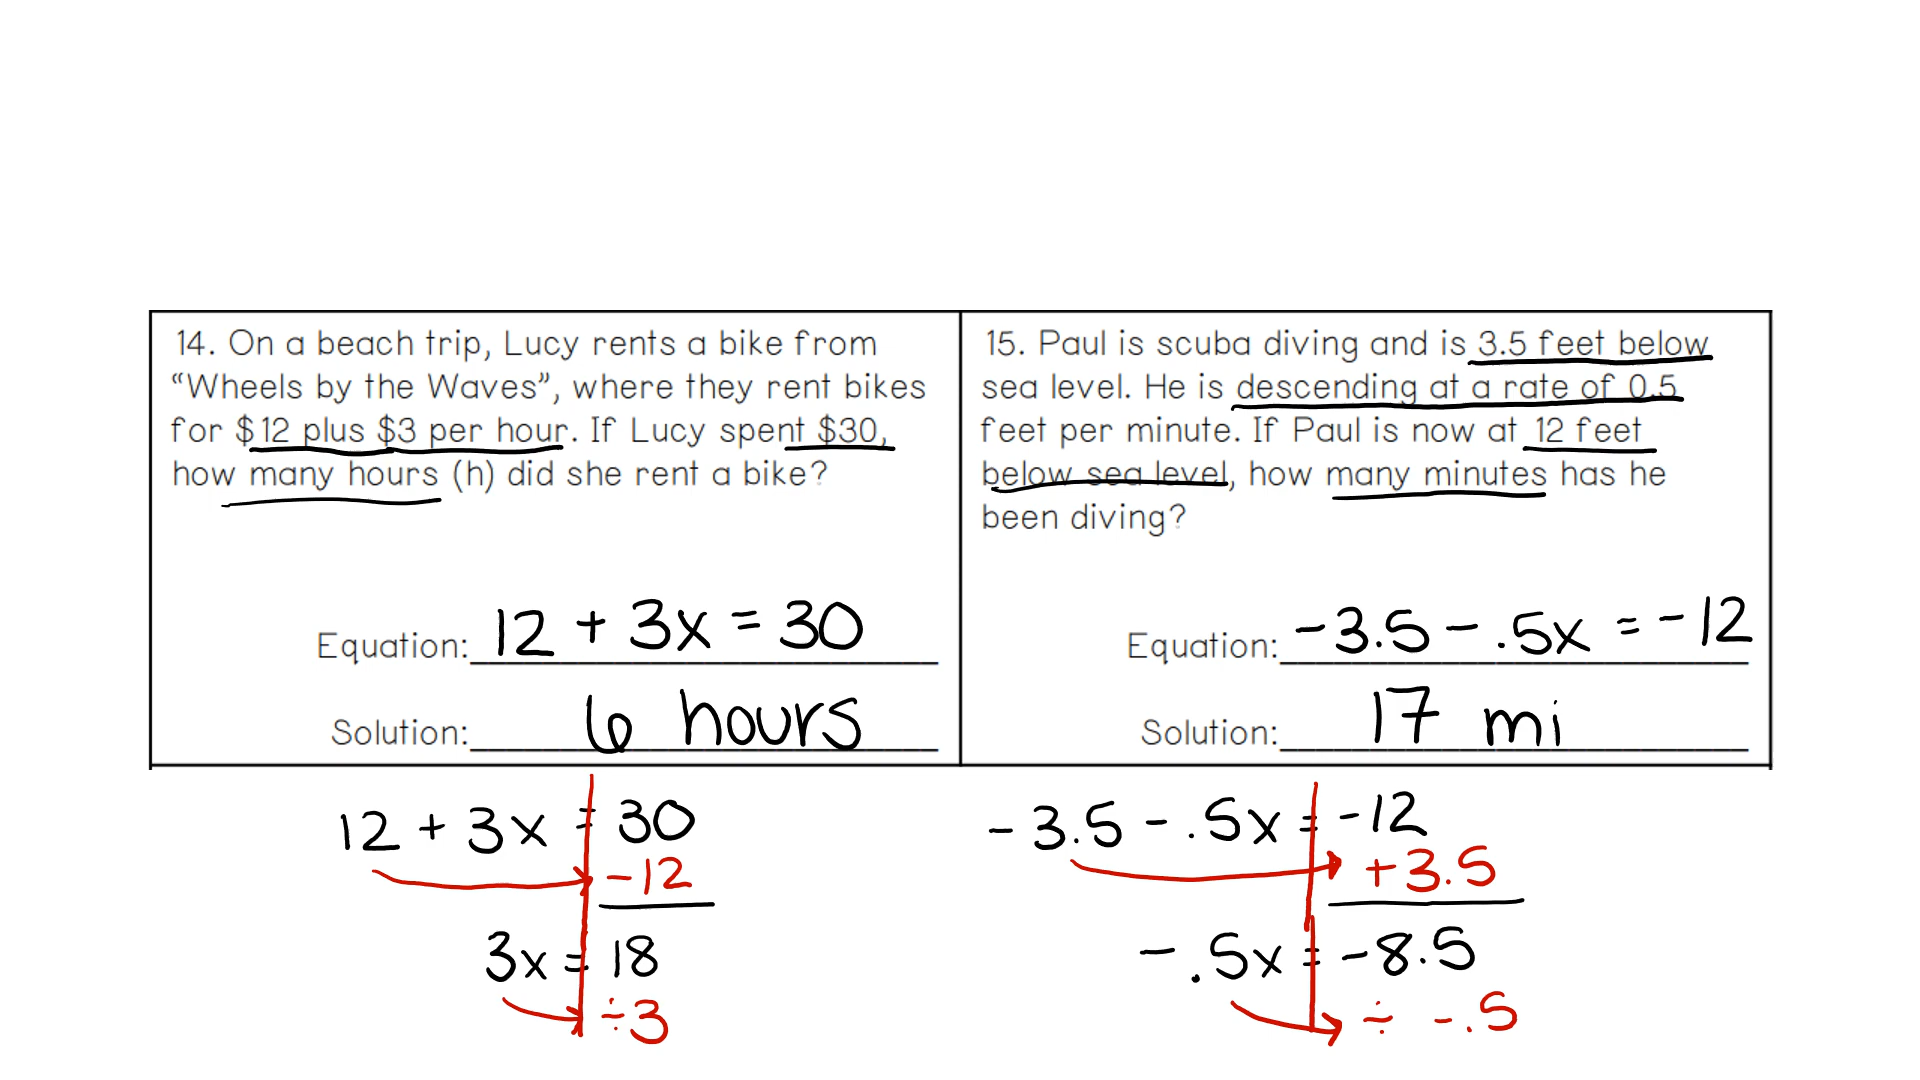 14. On a beach trip, Lucy rents a bike from
“Wheels by the Waves”, where they rent bikes
for $12 plus $3 per hour. If Lucy spent $30,
how many hours (h) did she rent a bike?
Equation: 12 + 3x = 30
Solution: 6 hours
12 + 3x = 30
-12
3x = 18
÷3
15. Paul is scuba diving and is 3.5 feet below
sea level. He is descending at a rate of 0.5
feet per minute. If Paul is now at 12 feet
below sea level, how many minutes has he
been diving?
Equation: -3.5 - .5x = -12
Solution: 17 mi
-3.5 - .5x = -12
+3.5
-.5x = -8.5
÷ -.5